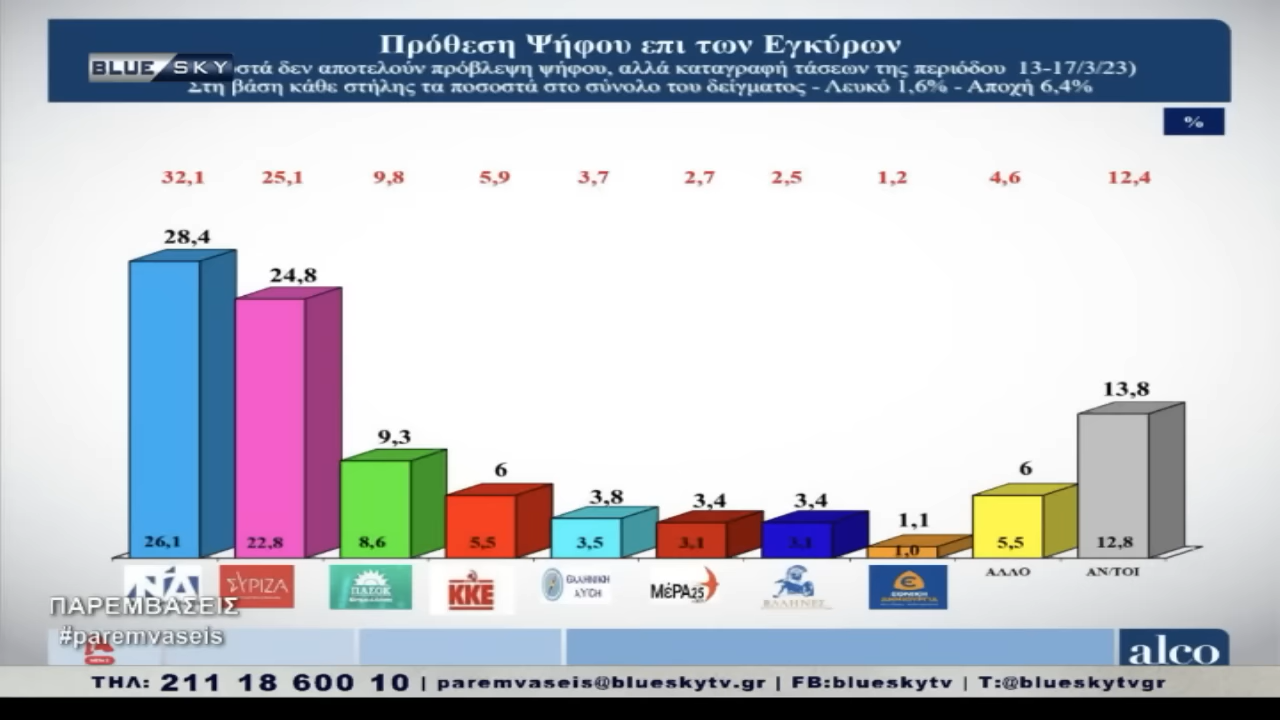 Πρόθεση Ψήφου επι των Εγκύρων
BLUE SKY
δεν αποτελούν πρόβλεψη ψήφου, αλλά καταγραφή τάσεων της περιόδου 13-17/3/23)
Στη βάση κάθε στήλης τα ποσοστά στο σύνολο του δείγματος - Λευκό 1,6% - Αποχή 6,4%
%
32,1 25,1 9,8 5,9 3,7 2,7 2,5 1,2 4,6 12,4
28,4 24,8 9,3 6 3,8 3,4 3,4 1,1 6 13,8
26,1 22,8 8,6 5,5 3,5 3,1 3,1 1,0 5,5 12,8
ΝΔ ΣΥΡΙΖΑ ΠΑΣΟΚ ΚΚΕ ΕΛΛΗΝΙΚΗ ΛΥΣΗ ΜέΡΑ25 ΕΛΛΗΝΕΣ ΕΘΝΙΚΗ ΔΗΜΙΟΥΡΓΙΑ ΑΛΛΟ ΑΝ/ΤΟΙ
ΠΑΡΕΜΒΑΣΕΙΣ
#paremvaseis
alco
ΤΗΛ: 211 18 600 10 | paremvaseis@blueskytv.gr | FB:blueskytv | T:@blueskytvgr